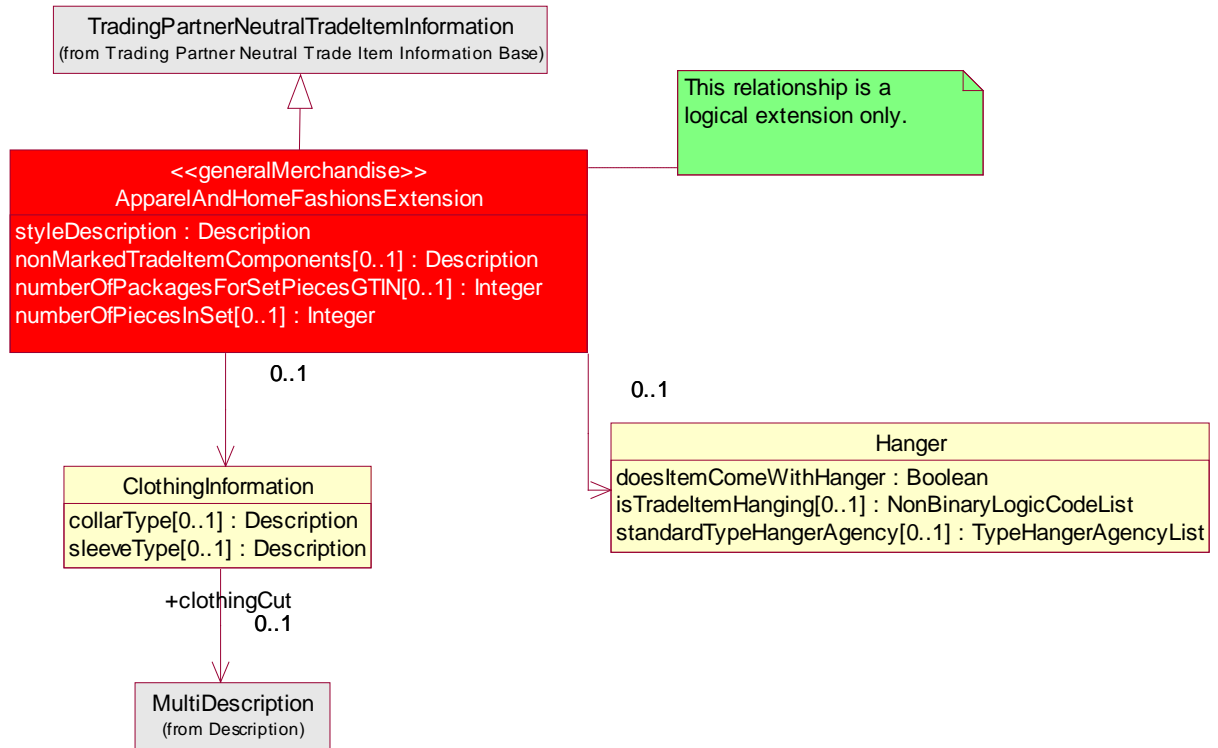 TradingPartnerNeutralTradeItemInformation
(from Trading Partner Neutral Trade Item Information Base)
This relationship is a
logical extension only.
<<generalMerchandise>>
ApparelAndHomeFashionsExtension
styleDescription : Description
nonMarkedTradeItemComponents[0..1] : Description
numberOfPackagesForSetPiecesGTIN[0..1] : Integer
numberOfPiecesInSet[0..1] : Integer
0..1
0..1
Hanger
doesItemComeWithHanger : Boolean
isTradeItemHanging[0..1] : NonBinaryLogicCodeList
standardTypeHangerAgency[0..1] : TypeHangerAgencyList
ClothingInformation
collarType[0..1] : Description
sleeveType[0..1] : Description
+clothingCut
0..1
MultiDescription
(from Description)